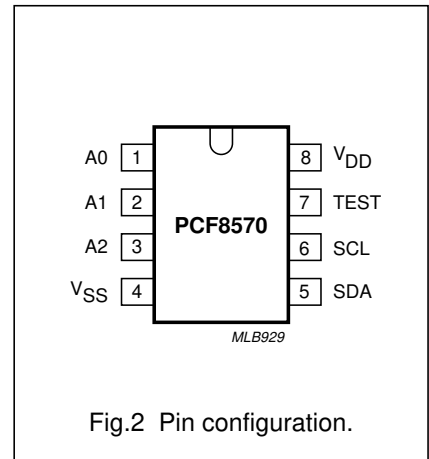 A0 1 8 VDD
A1 2 7 TEST
PCF8570
A2 3 6 SCL
VSS 4 5 SDA
MLB929
Fig.2 Pin configuration.